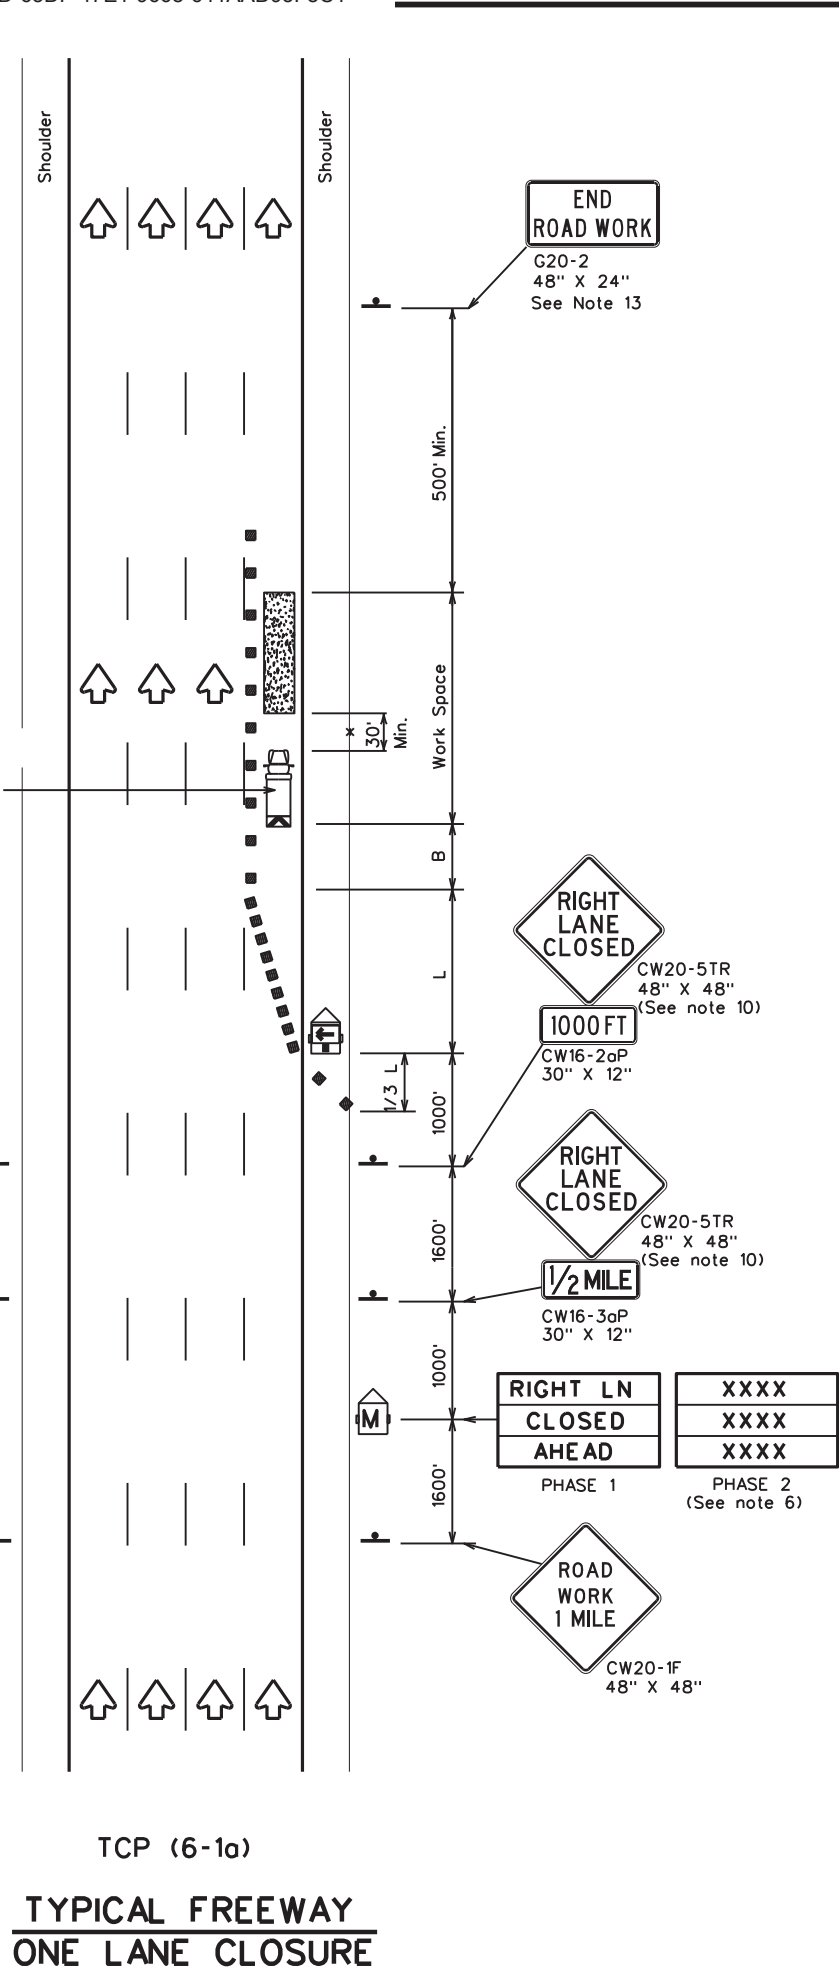 Shoulder
Shoulder
END
ROAD WORK
G20-2
48" X 24"
See Note 13
500' Min.
Work Space
30'
Min.
B
RIGHT
LANE
CLOSED
CW20-5TR
48" X 48"
(See note 10)
L
1000 FT
CW16-2aP
30" X 12"
1/3 L
1000'
RIGHT
LANE
CLOSED
CW20-5TR
48" X 48"
(See note 10)
1600'
1/2 MILE
CW16-3aP
30" X 12"
1000'
M
RIGHT LN
CLOSED
AHEAD
PHASE 1
XXXX
XXXX
XXXX
PHASE 2
(See note 6)
1600'
ROAD
WORK
1 MILE
CW20-1F
48" X 48"
TCP (6-1a)
TYPICAL FREEWAY
ONE LANE CLOSURE